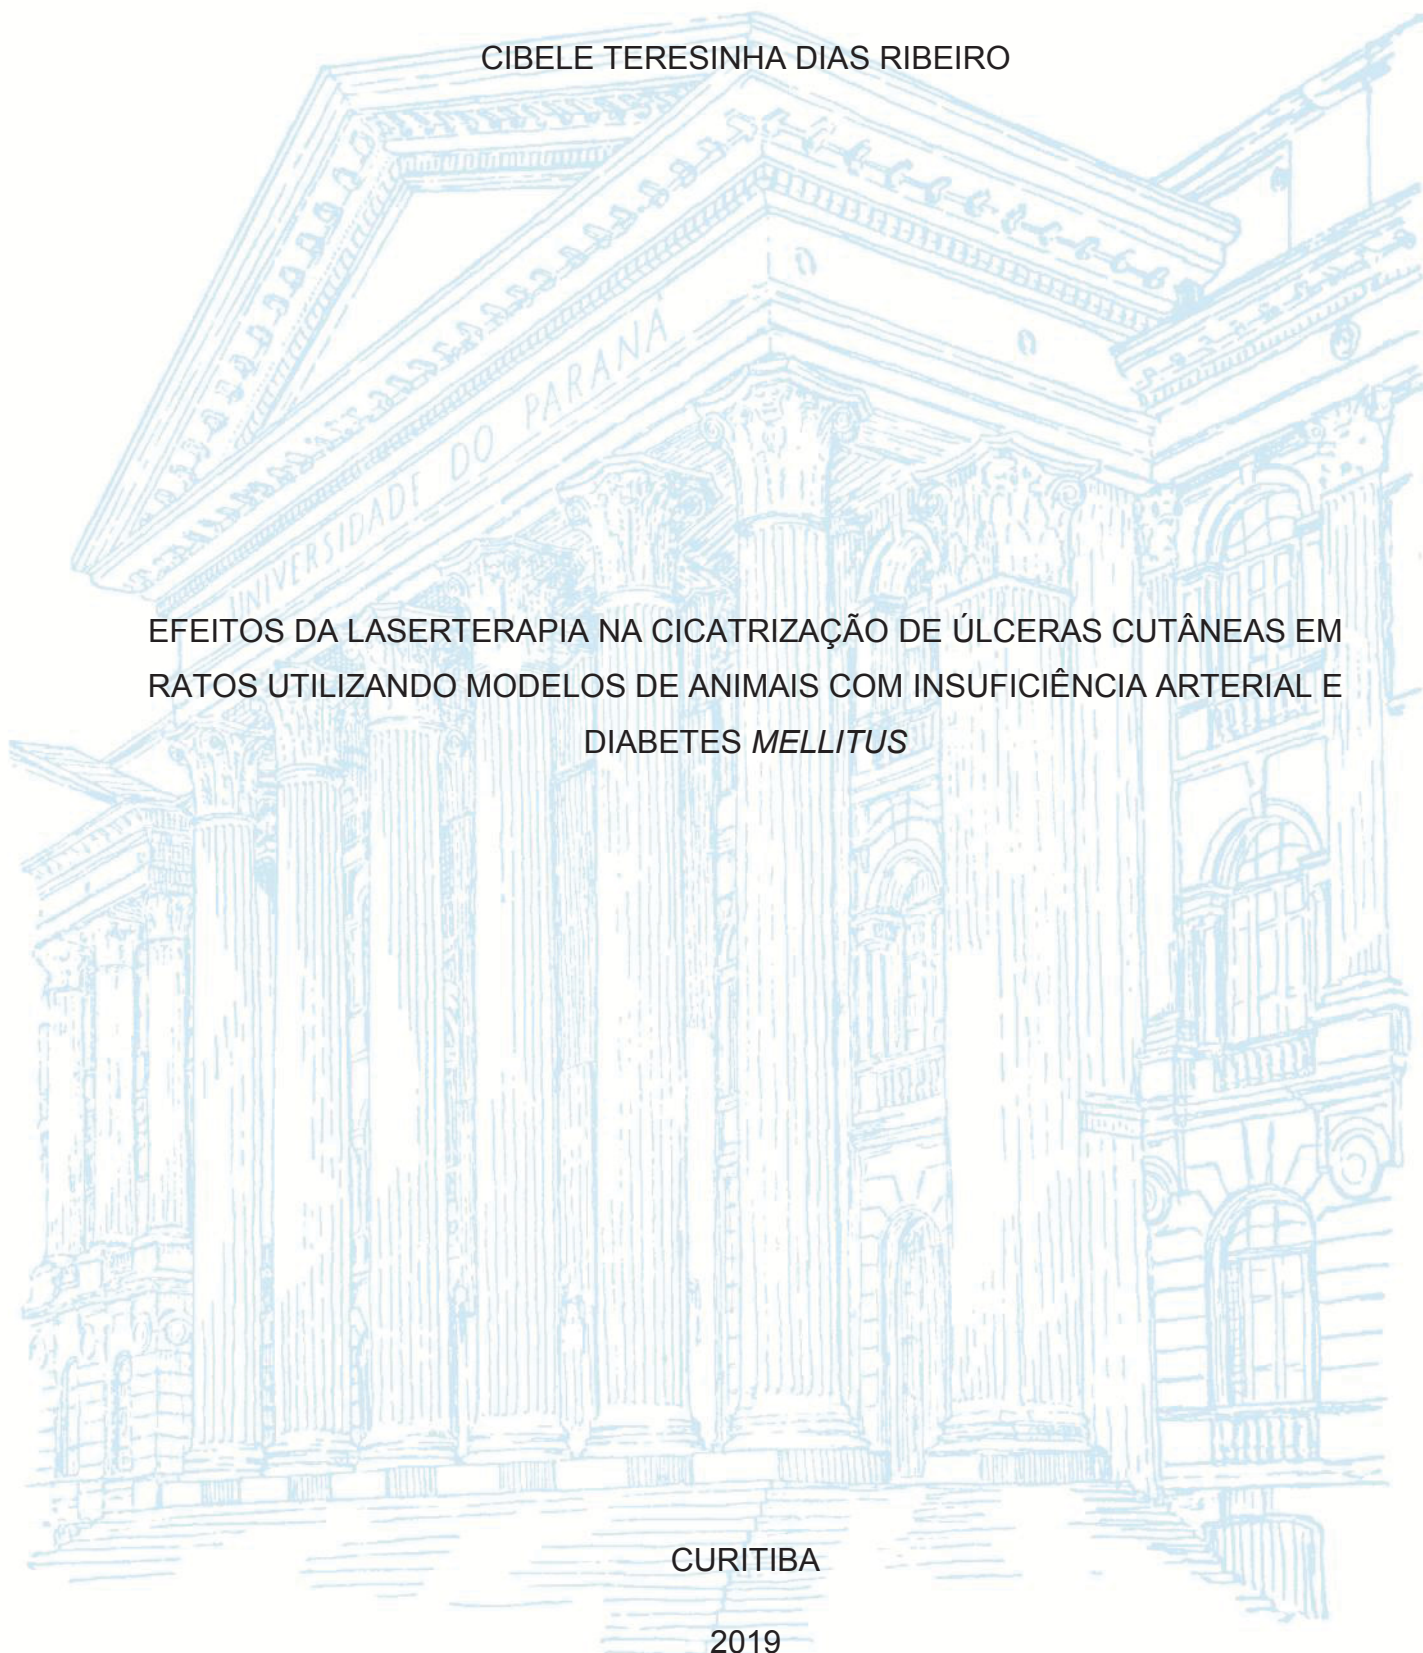 CIBELE TERESINHA DIAS RIBEIRO
UNIVERSIDADE DO PARANÁ
EFEITOS DA LASERTERAPIA NA CICATRIZAÇÃO DE ÚLCERAS CUTÂNEAS EM
RATOS UTILIZANDO MODELOS DE ANIMAIS COM INSUFICIÊNCIA ARTERIAL E
DIABETES MELLITUS
CURITIBA
2019